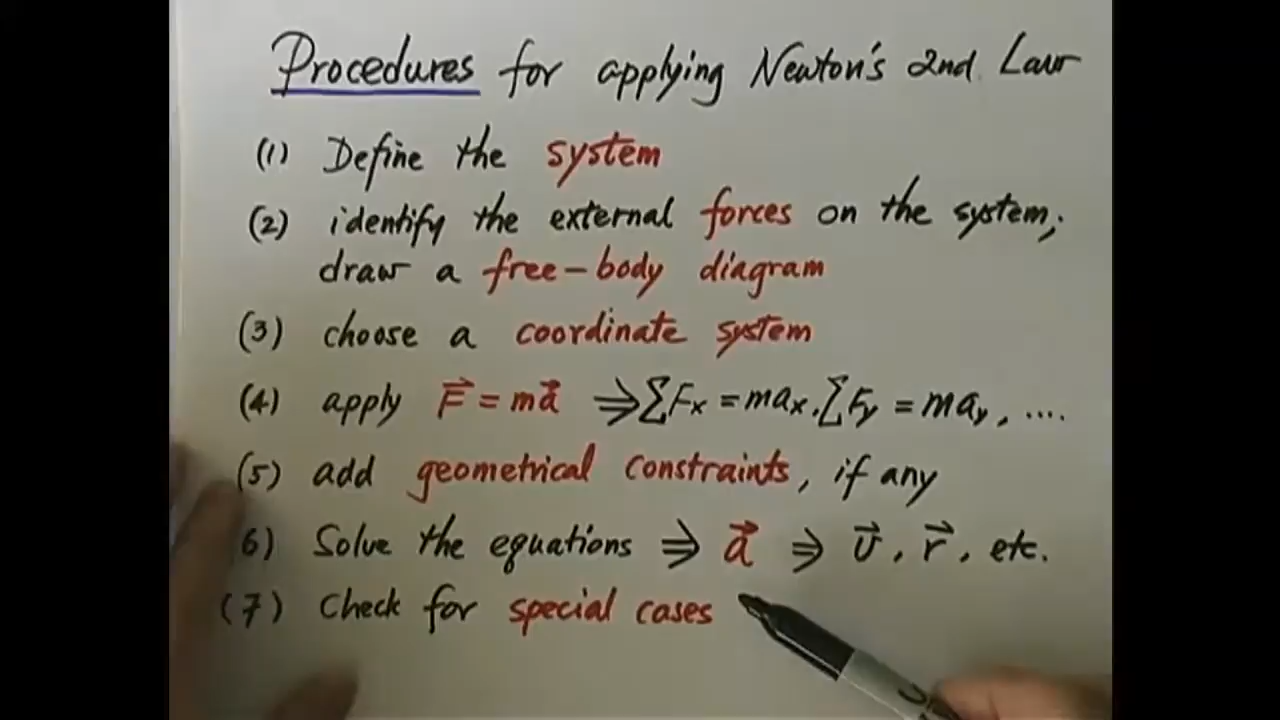 Procedures for applying Newton's 2nd Law
(1) Define the system
(2) identify the external forces on the system;
draw a free-body diagram
(3) choose a coordinate system
(4) apply F⃗ = ma⃗ ⇒ ∑Fx = max, ∑Fy = may, ....
(5) add geometrical constraints, if any
6) Solve the equations ⇒ a⃗ ⇒ v⃗, r⃗, etc.
(7) Check for special cases